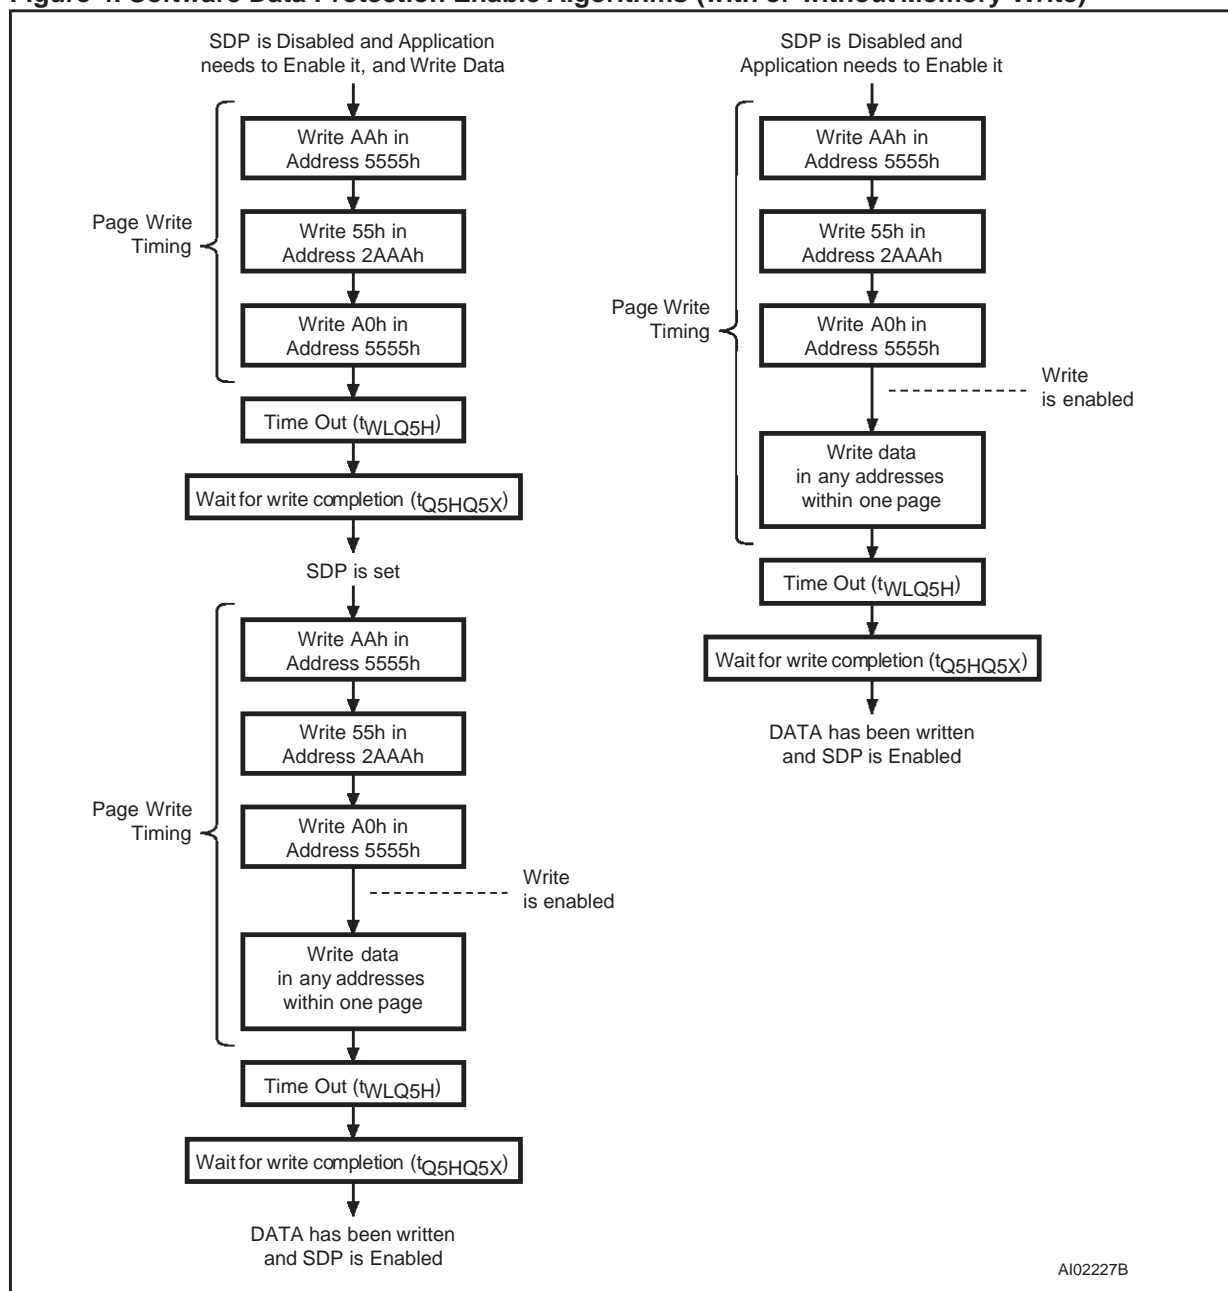 Figure 4. Software Data Protection Enable Algorithms (with or without Memory Write)
SDP is Disabled and Application
needs to Enable it, and Write Data
Write AAh in
Address 5555h
Write 55h in
Address 2AAAh
Page Write
Timing
Write A0h in
Address 5555h
Time Out (tWLQ5H)
Wait for write completion (tQ5HQ5X)
SDP is set
Write AAh in
Address 5555h
Write 55h in
Address 2AAAh
Page Write
Timing
Write A0h in
Address 5555h
Write
is enabled
Write data
in any addresses
within one page
Time Out (tWLQ5H)
Wait for write completion (tQ5HQ5X)
DATA has been written
and SDP is Enabled
SDP is Disabled and
Application needs to Enable it
Write AAh in
Address 5555h
Write 55h in
Address 2AAAh
Page Write
Timing
Write A0h in
Address 5555h
Write
is enabled
Write data
in any addresses
within one page
Time Out (tWLQ5H)
Wait for write completion (tQ5HQ5X)
DATA has been written
and SDP is Enabled
AI02227B